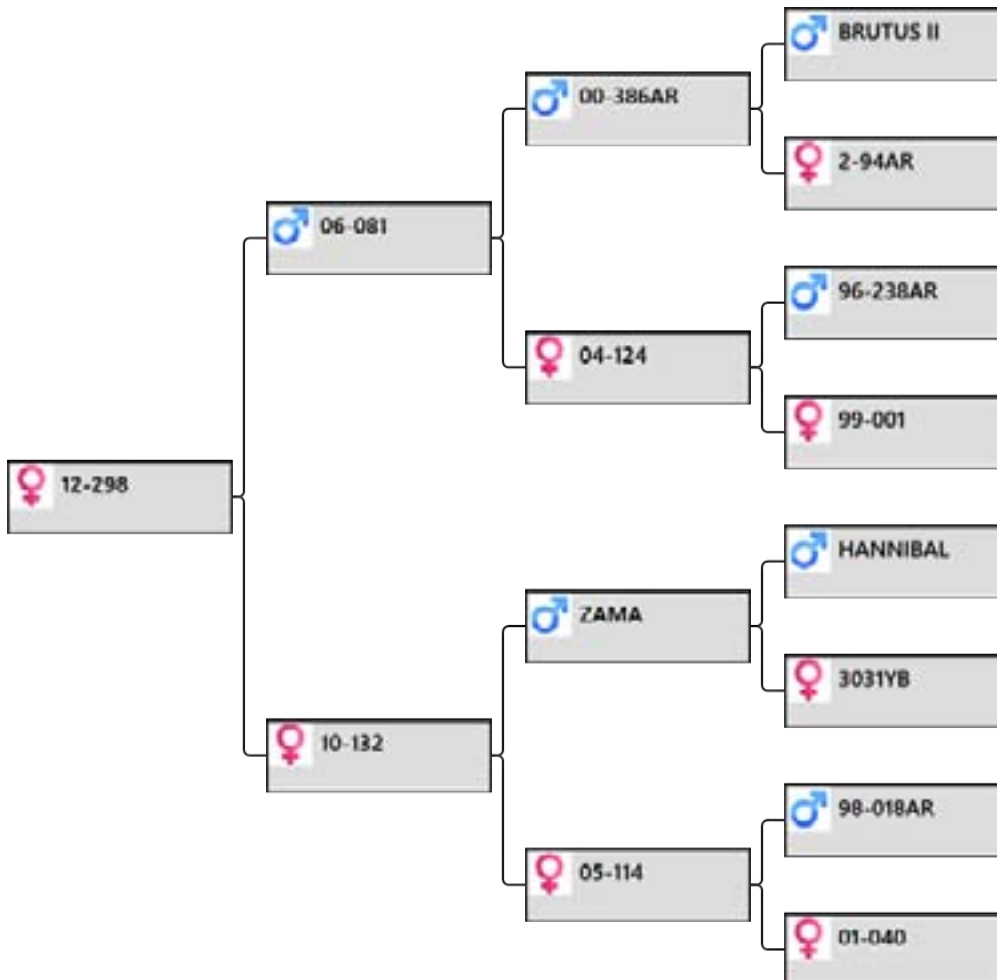 BRUTUS II
00-386AR
2-94AR
06-081
96-238AR
04-124
99-001
12-298
HANNIBAL
ZAMA
3031YB
10-132
98-018AR
05-114
01-040